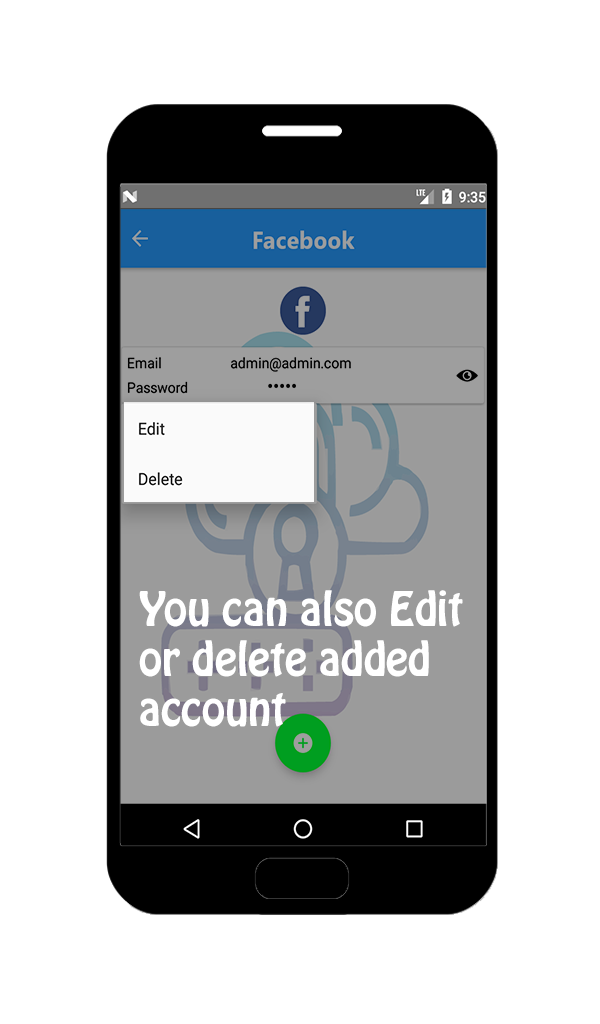 LTE 9:35
Facebook
f
Email admin@admin.com
Password •••••
Edit
Delete
You can also Edit
or delete added
account